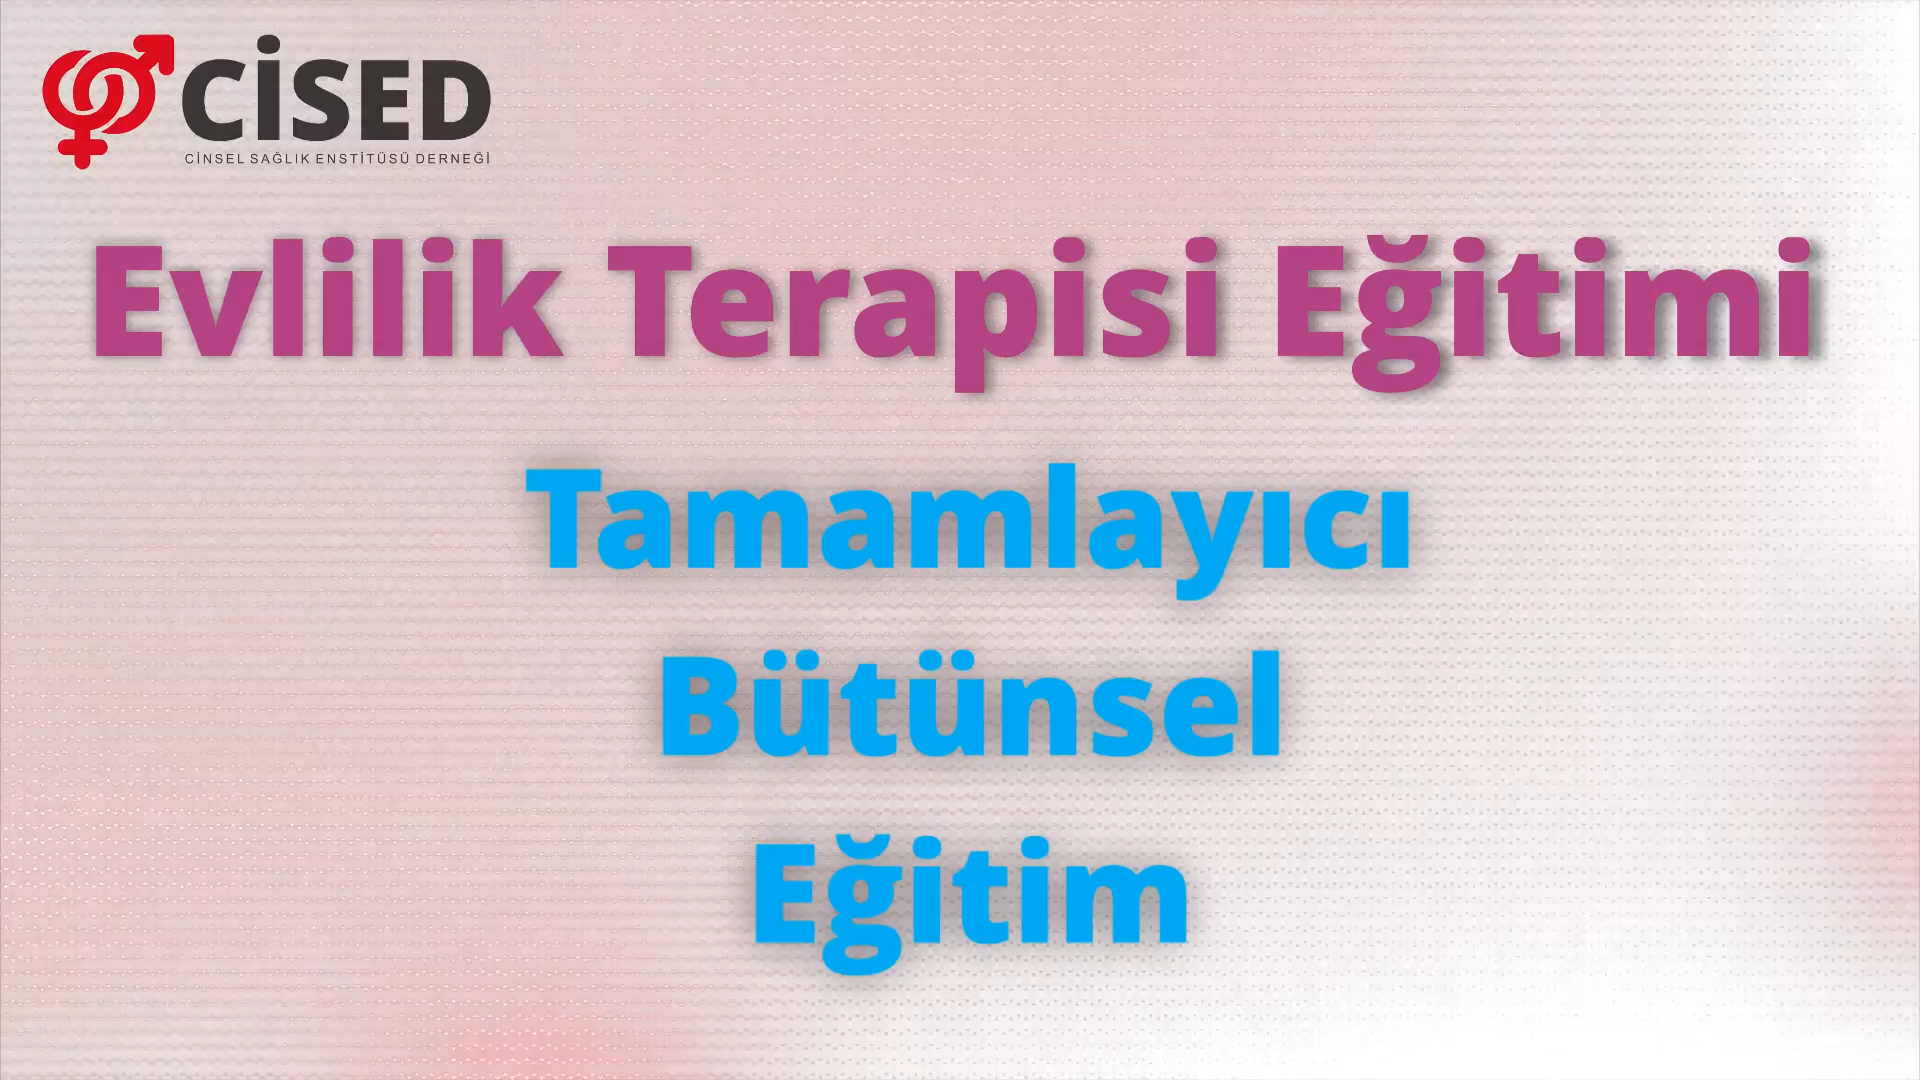 CİSED
CİNSEL SAĞLIK ENSTİTÜSÜ DERNEĞİ
Evlilik Terapisi Eğitimi
Tamamlayıcı
Bütünsel
Eğitim